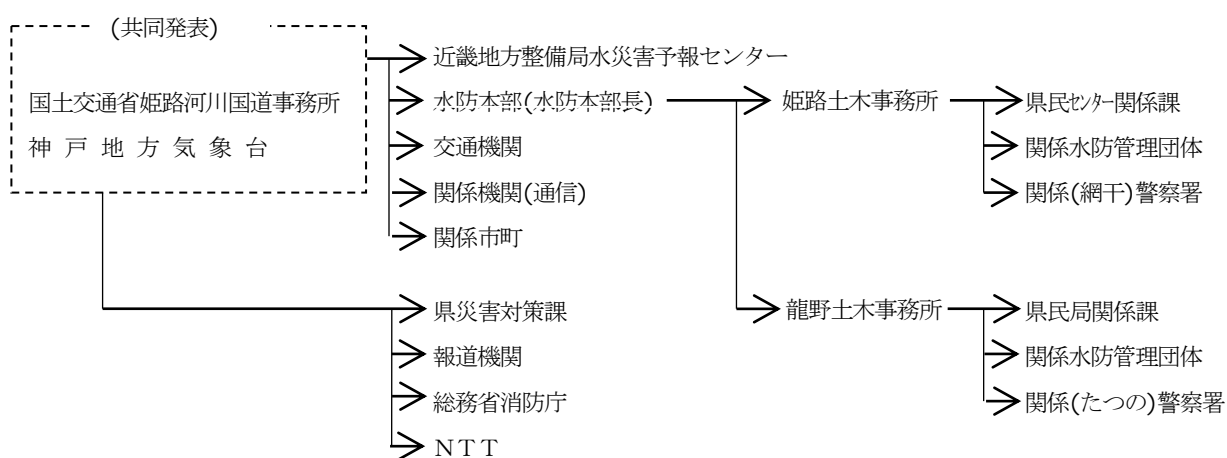 (共同発表)
国土交通省姫路河川国道事務所
神戸地方気象台
近畿地方整備局水災害予報センター
水防本部(水防本部長)
交通機関
関係機関(通信)
関係市町
県災害対策課
報道機関
総務省消防庁
NTT
姫路土木事務所
県民センター関係課
関係水防管理団体
関係(網干)警察署
龍野土木事務所
県民局関係課
関係水防管理団体
関係(たつの)警察署